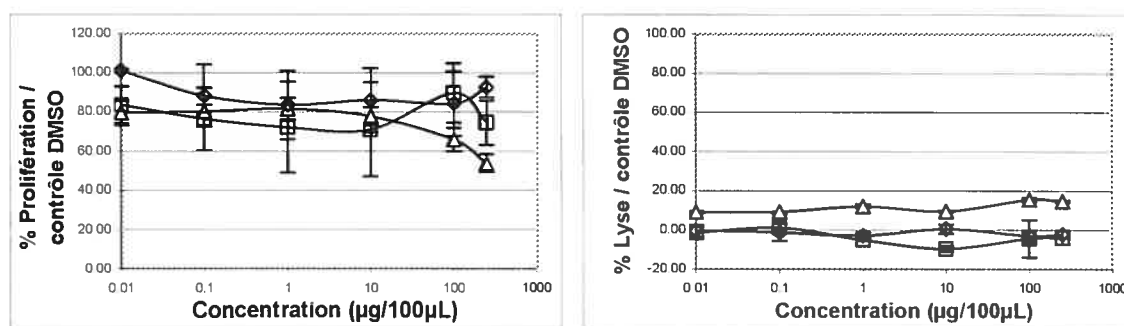 120.00
100.00
80.00
60.00
40.00
20.00
0.00
0.01 0,1 1 10 100 1000
% Prolifération /
contrôle DMSO
Concentration (µg/100µL)
100.00
80.00
60.00
40.00
20.00
0.00
-20.00
0.01 0.1 1 10 100 1000
% Lyse / contrôle DMSO
Concentration (µg/100µL)